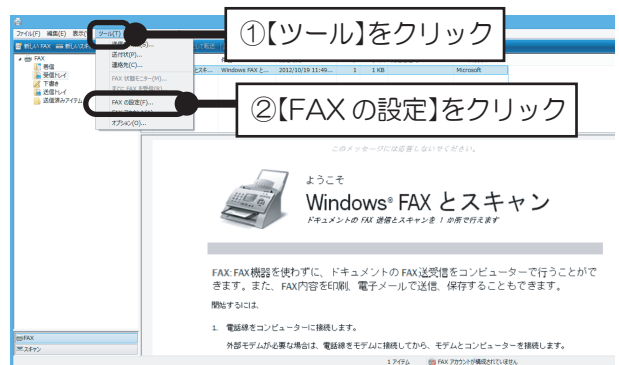 ①【ツール】をクリック
ファイル(F) 編集(E) 表示 ツール(T)
新しい FAX 新しいスキ して転送
送付状(P)...
連絡先(C)...
FAX 状態モニター(M)...
FAX の設定(F)...
オプション(O)...
FAX
着信
受信トレイ
下書き
送信トレイ
送信済みアイテム
Windows FAX と... 2012/10/19 11:49... 1 1 KB Microsoft
②【FAX の設定】をクリック
このメッセージには応答しないでください。
ようこそ
Windows® FAX とスキャン
ドキュメントの FAX 送信とスキャンを 1 か所で行えます
FAX: FAX 機器を使わずに、ドキュメントの FAX 送受信をコンピューターで行うことがで
きます。また、FAX内容を印刷、電子メールで送信、保存することもできます。
開始するには、
1. 電話線をコンピューターに接続します。
外部モデムが必要な場合は、電話線をモデムに接続してから、モデムとコンピューターを接続します。
FAX
スキャン
1 アイテム FAX アカウントが構成されていません